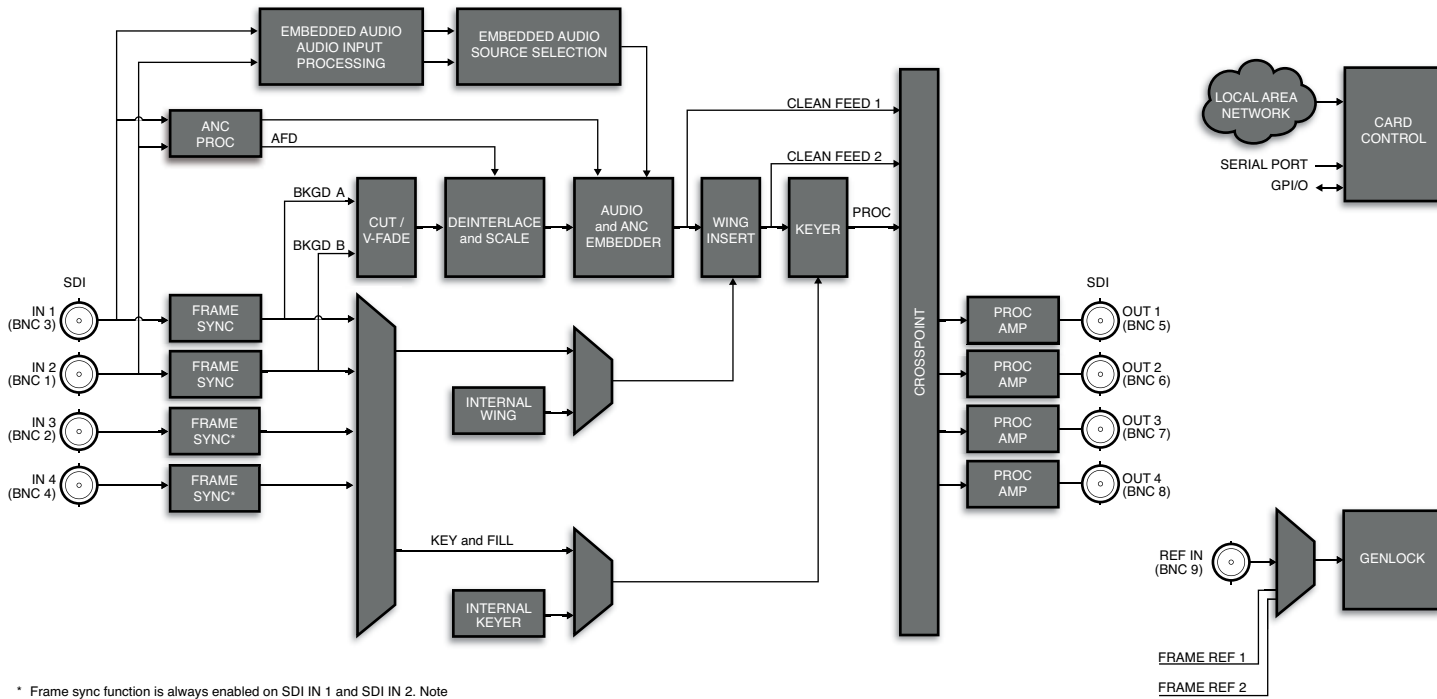 EMBEDDED AUDIO
AUDIO INPUT
PROCESSING
EMBEDDED AUDIO
SOURCE SELECTION
ANC
PROC
AFD
CLEAN FEED 1
CLEAN FEED 2
LOCAL AREA
NETWORK
CARD
CONTROL
SERIAL PORT
GPI/O
BKGD A
BKGD B
CUT /
V-FADE
DEINTERLACE
and SCALE
AUDIO
and ANC
EMBEDDER
WING
INSERT
KEYER
PROC
SDI
IN 1
(BNC 3)
FRAME
SYNC
IN 2
(BNC 1)
FRAME
SYNC
IN 3
(BNC 2)
FRAME
SYNC*
IN 4
(BNC 4)
FRAME
SYNC*
INTERNAL
WING
KEY and FILL
INTERNAL
KEYER
CROSSPOINT
PROC
AMP
PROC
AMP
PROC
AMP
PROC
AMP
SDI
OUT 1
(BNC 5)
OUT 2
(BNC 6)
OUT 3
(BNC 7)
OUT 4
(BNC 8)
REF IN
(BNC 9)
GENLOCK
FRAME REF 1
FRAME REF 2
* Frame sync function is always enabled on SDI IN 1 and SDI IN 2. Note